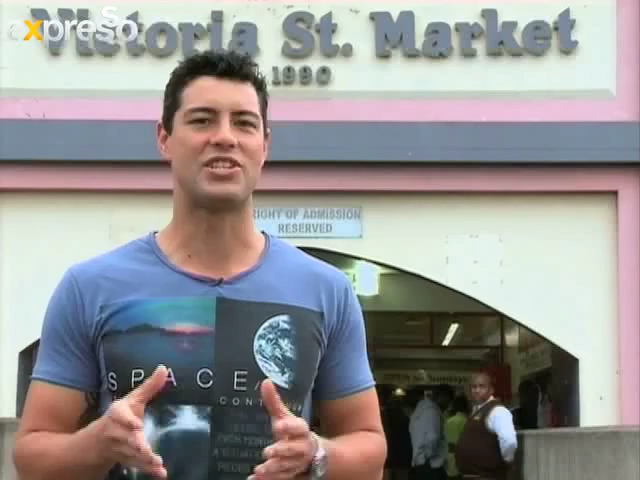 expresso
Victoria St. Market
1990
RIGHT OF ADMISSION
RESERVED
SPACE